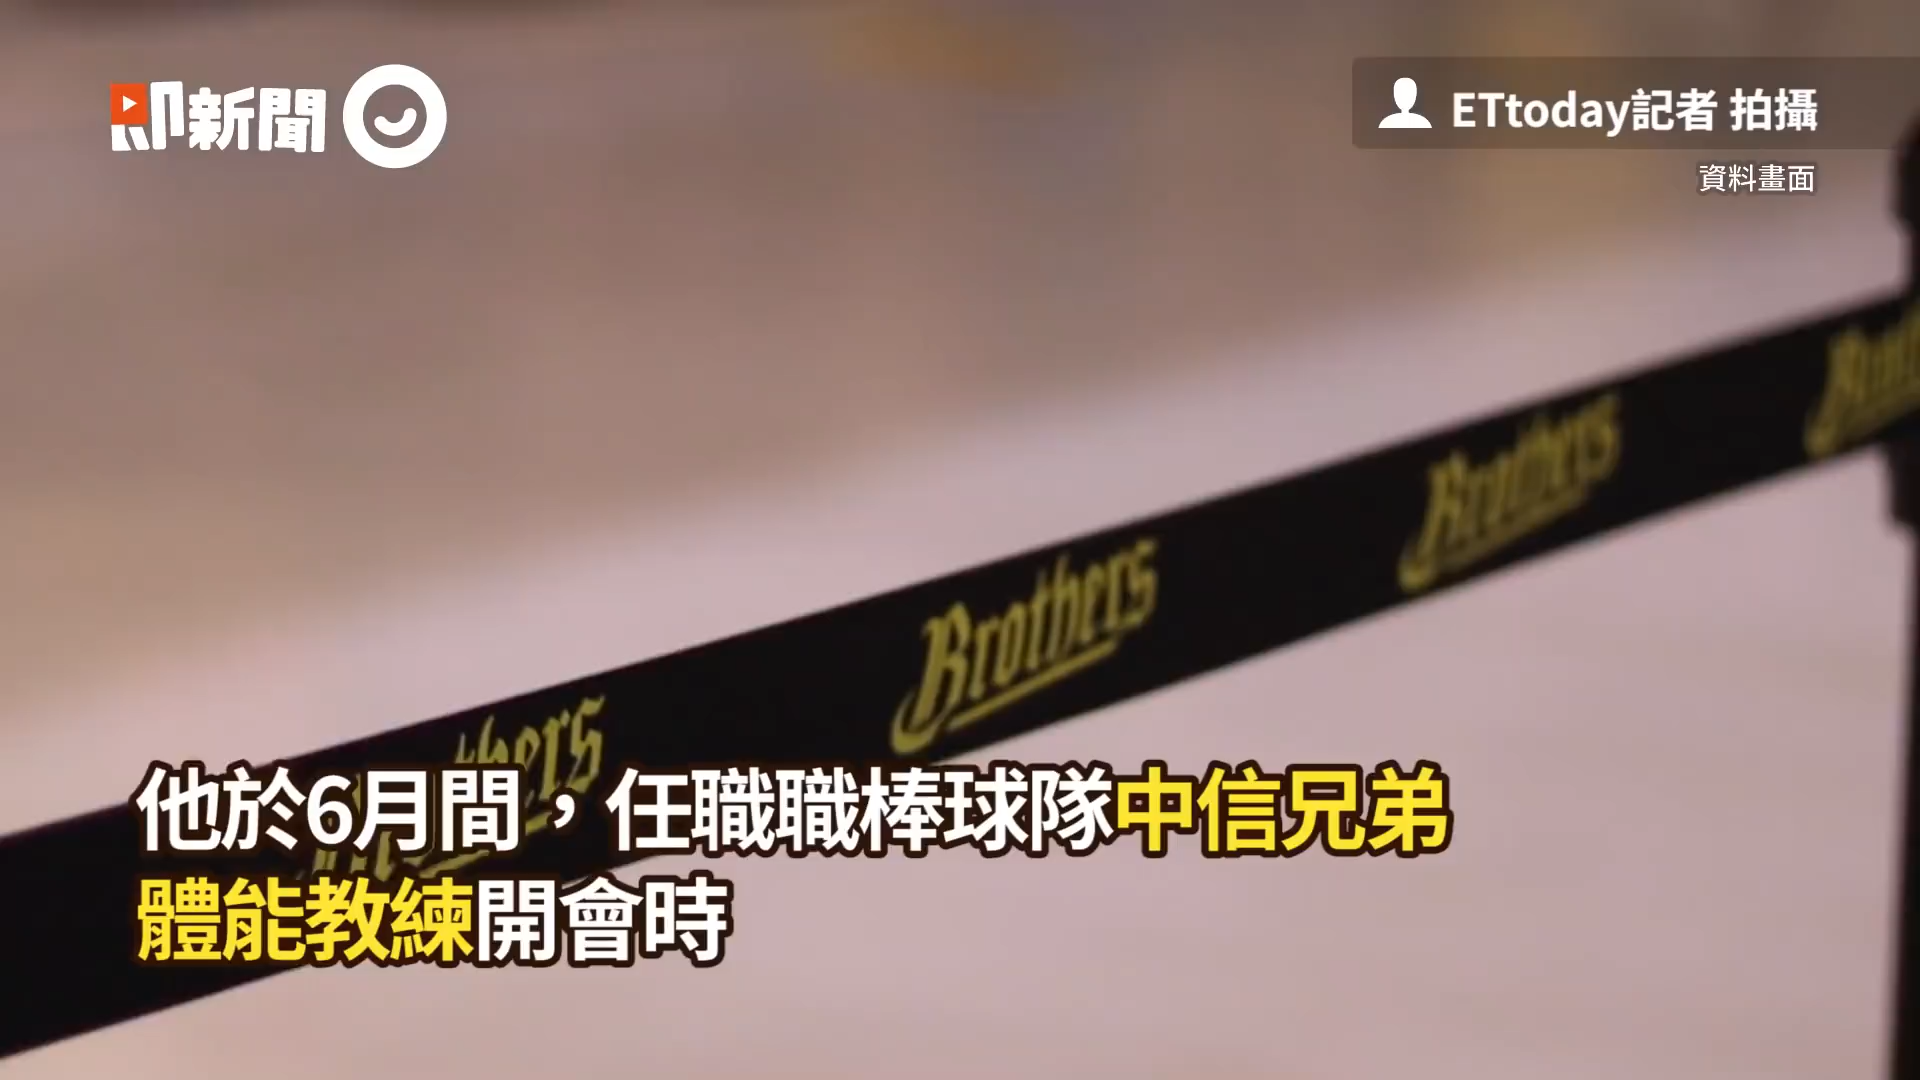 即新聞
ETtoday記者 拍攝
資料畫面
Brothers
Brothers
Brothers
Brothers
他於6月間，任職職棒球隊中信兄弟
體能教練開會時